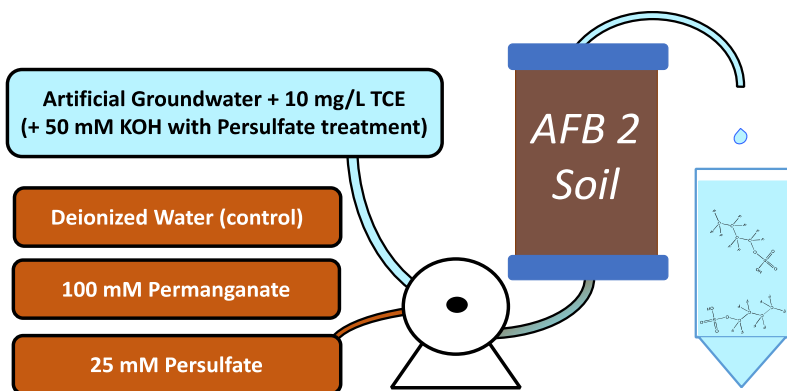 Artificial Groundwater + 10 mg/L TCE
(+ 50 mM KOH with Persulfate treatment)
Deionized Water (control)
100 mM Permanganate
25 mM Persulfate
AFB 2
Soil